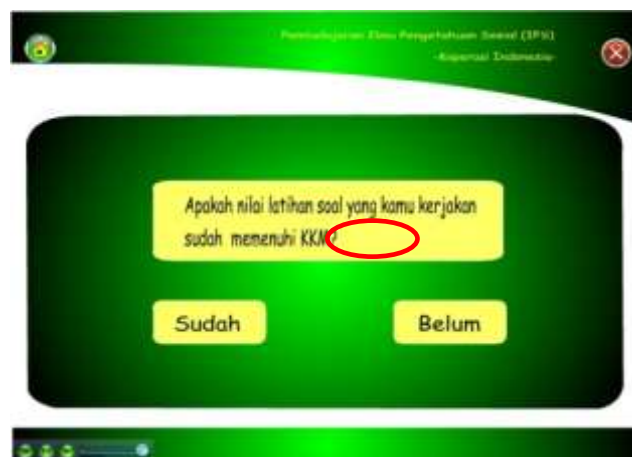 Pembelajaran Ilmu Pengetahuan Sosial (IPS)
-Koperasi Indonesia-
Apakah nilai latihan soal yang kamu kerjakan
sudah memenuhi KKM?
Sudah
Belum